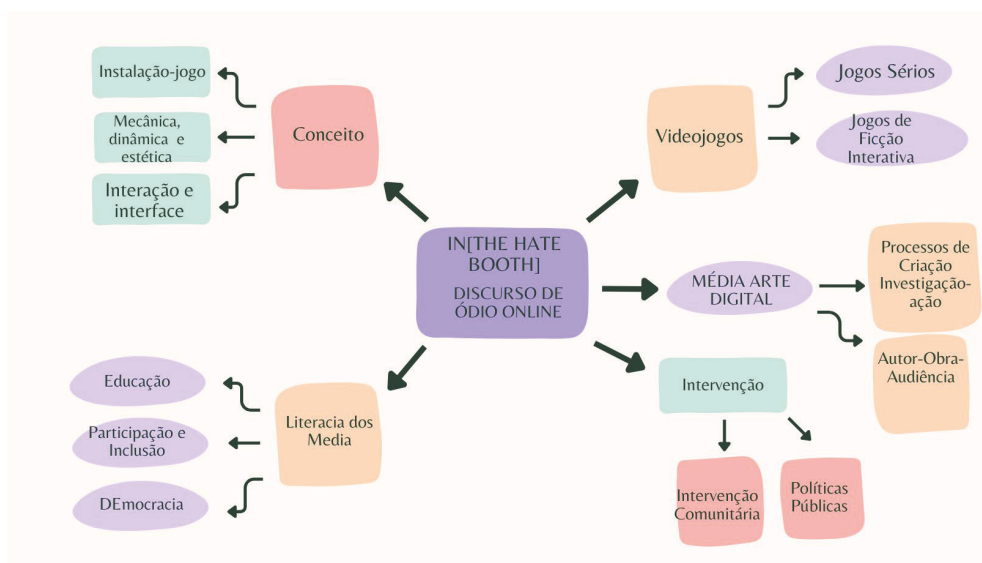 Instalação-jogo
Mecânica,
dinâmica e
estética
Interação e
interface
Conceito
Videojogos
Jogos Sérios
Jogos de
Ficção
Interativa
IN[THE HATE
BOOTH]
DISCURSO DE
ÓDIO ONLINE
MÉDIA ARTE
DIGITAL
Processos de
Criação
Investigação-
ação
Autor-Obra-
Audiência
Intervenção
Intervenção
Comunitária
Políticas
Públicas
Literacia dos
Media
Educação
Participação e
Inclusão
DEmocracia